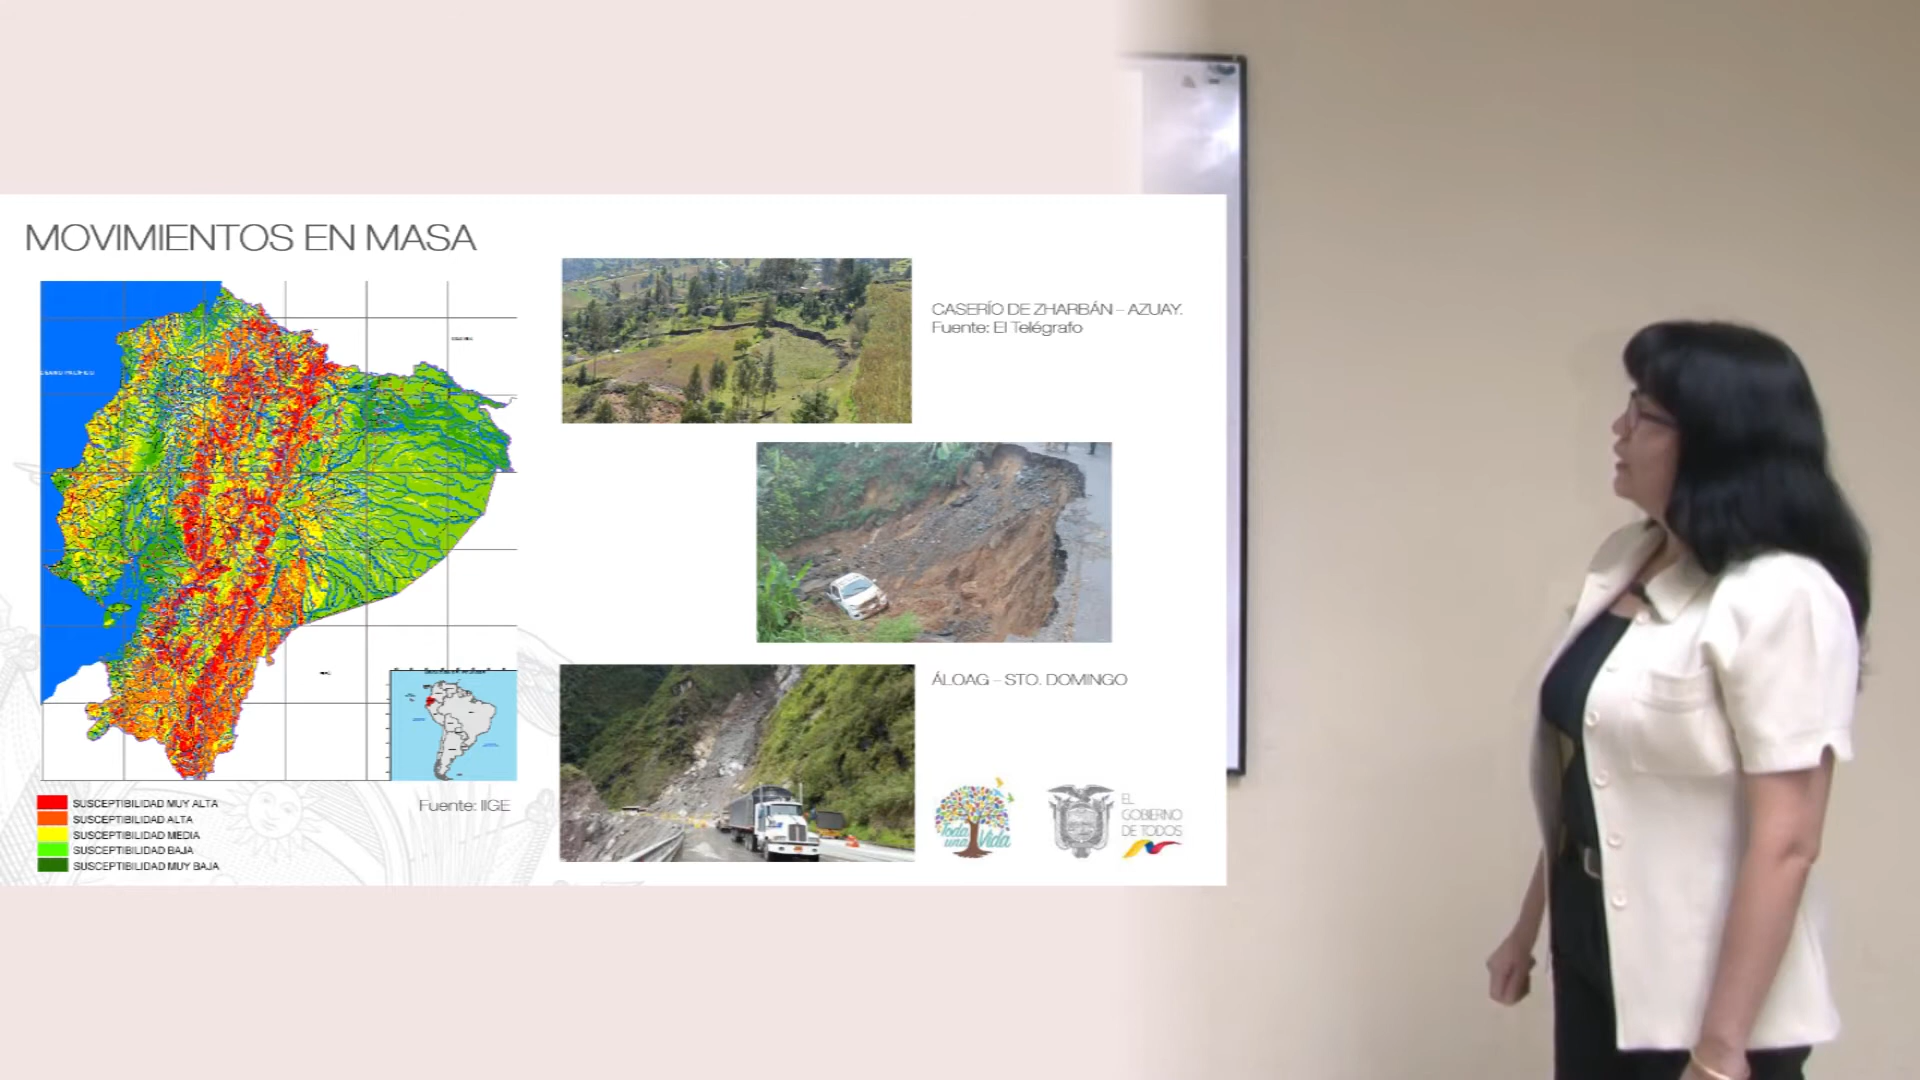 MOVIMIENTOS EN MASA
CASERÍO DE ZHARBÁN - AZUAY.
Fuente: El Telégrafo
ÁLOAG - STO. DOMINGO
Fuente: IIGE
SUSCEPTIBILIDAD MUY ALTA
SUSCEPTIBILIDAD ALTA
SUSCEPTIBILIDAD MEDIA
SUSCEPTIBILIDAD BAJA
SUSCEPTIBILIDAD MUY BAJA
Toda
una Vida
EL
GOBIERNO
DE TODOS